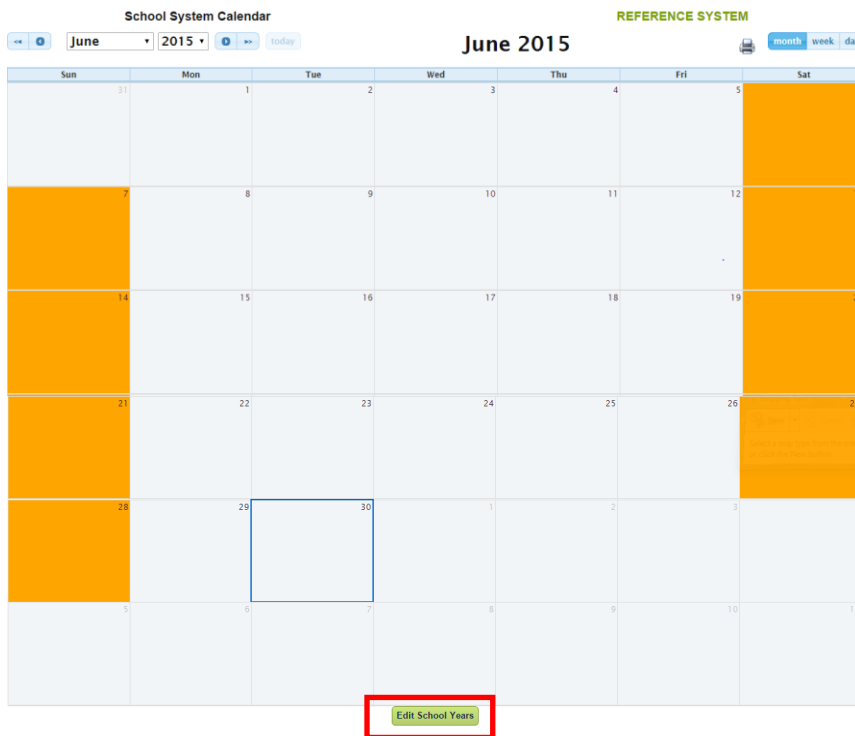 School System Calendar REFERENCE SYSTEM
June 2015 today June 2015 month week da
Sun Mon Tue Wed Thu Fri Sat
31 1 2 3 4 5
7 8 9 10 11 12
14 15 16 17 18 19
21 22 23 24 25 26 2
28 29 30 1 2 3
5 6 7 8 9 10 1
Edit School Years